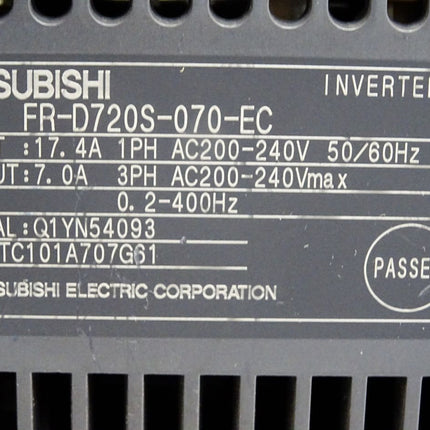 SUBISHI INVERTE
FR-D720S-070-EC
T :17.4A 1PH AC200-240V 50/60Hz
UT:7.0A 3PH AC200-240Vmax
0.2-400Hz
AL:Q1YN54093
TC101A707G61
PASSE
SUBISHI ELECTRIC CORPORATION